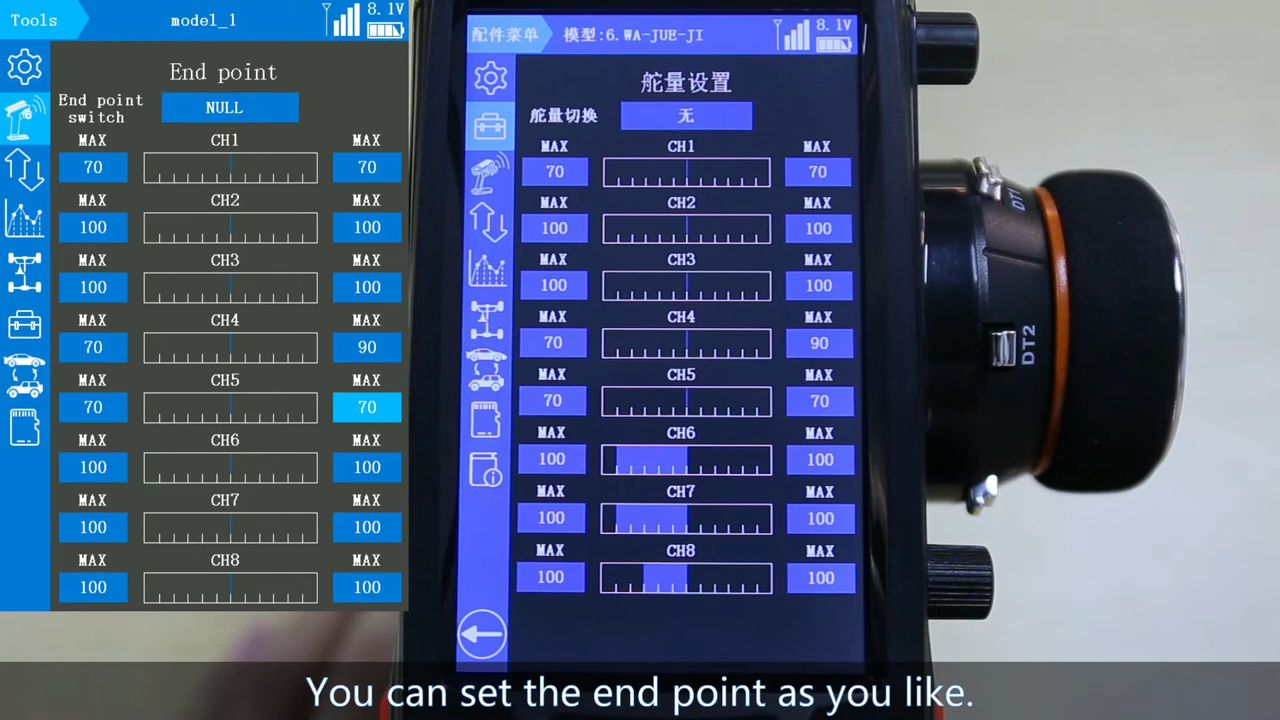 Tools model_1 8.1V
End point
End point switch NULL
MAX CH1 MAX
70 70
MAX CH2 MAX
100 100
MAX CH3 MAX
100 100
MAX CH4 MAX
70 90
MAX CH5 MAX
70 70
MAX CH6 MAX
100 100
MAX CH7 MAX
100 100
MAX CH8 MAX
100 100
配件菜单 模型:6.WA-JUE-JI 8.1V
舵量设置
舵量切换 无
MAX CH1 MAX
70 70
MAX CH2 MAX
100 100
MAX CH3 MAX
100 100
MAX CH4 MAX
70 90
MAX CH5 MAX
70 70
MAX CH6 MAX
100 100
MAX CH7 MAX
100 100
MAX CH8 MAX
100 100
DT1
DT2
You can set the end point as you like.